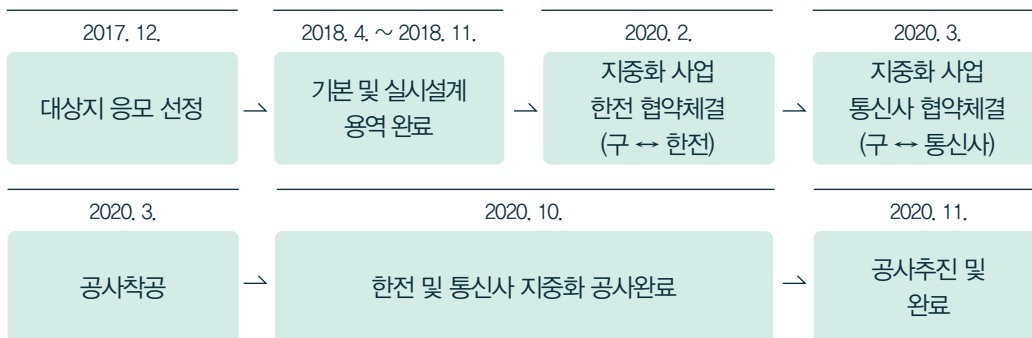 2017. 12.
2018. 4. ~ 2018. 11.
2020. 2.
2020. 3.
대상지 응모 선정
→
기본 및 실시설계
용역 완료
→
지중화 사업
한전 협약체결
(구 ↔ 한전)
→
지중화 사업
통신사 협약체결
(구 ↔ 통신사)
2020. 3.
2020. 10.
2020. 11.
공사착공
→
한전 및 통신사 지중화 공사완료
→
공사추진 및
완료